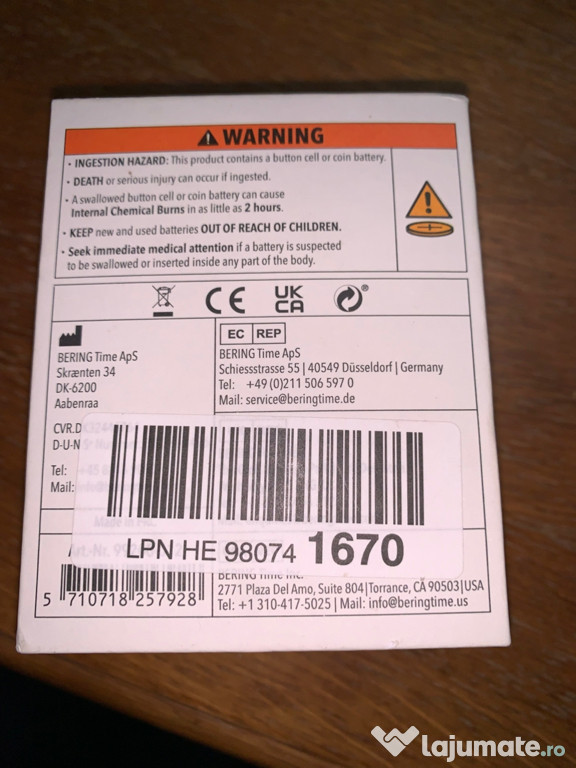 WARNING
• INGESTION HAZARD: This product contains a button cell or coin battery.
• DEATH or serious injury can occur if ingested.
• A swallowed button cell or coin battery can cause
Internal Chemical Burns in as little as 2 hours.
• KEEP new and used batteries OUT OF REACH OF CHILDREN.
• Seek immediate medical attention if a battery is suspected
to be swallowed or inserted inside any part of the body.
CE UK CA
BERING Time ApS
Skrænten 34
DK-6200
Aabenraa
CVR.D
D-U-N
Tel:
Mail:
EC REP
BERING Time ApS
Schiessstrasse 55 | 40549 Düsseldorf | Germany
Tel: +49 (0)211 506 597 0
Mail: service@beringtime.de
Made in
LPN HE 98074 1670
Art.-Nr.
5 710718 257928
BERING Time Inc.
2771 Plaza Del Amo, Suite 804|Torrance, CA 90503|USA
Tel: +1 310-417-5025 | Mail: info@beringtime.us
lajumate.ro